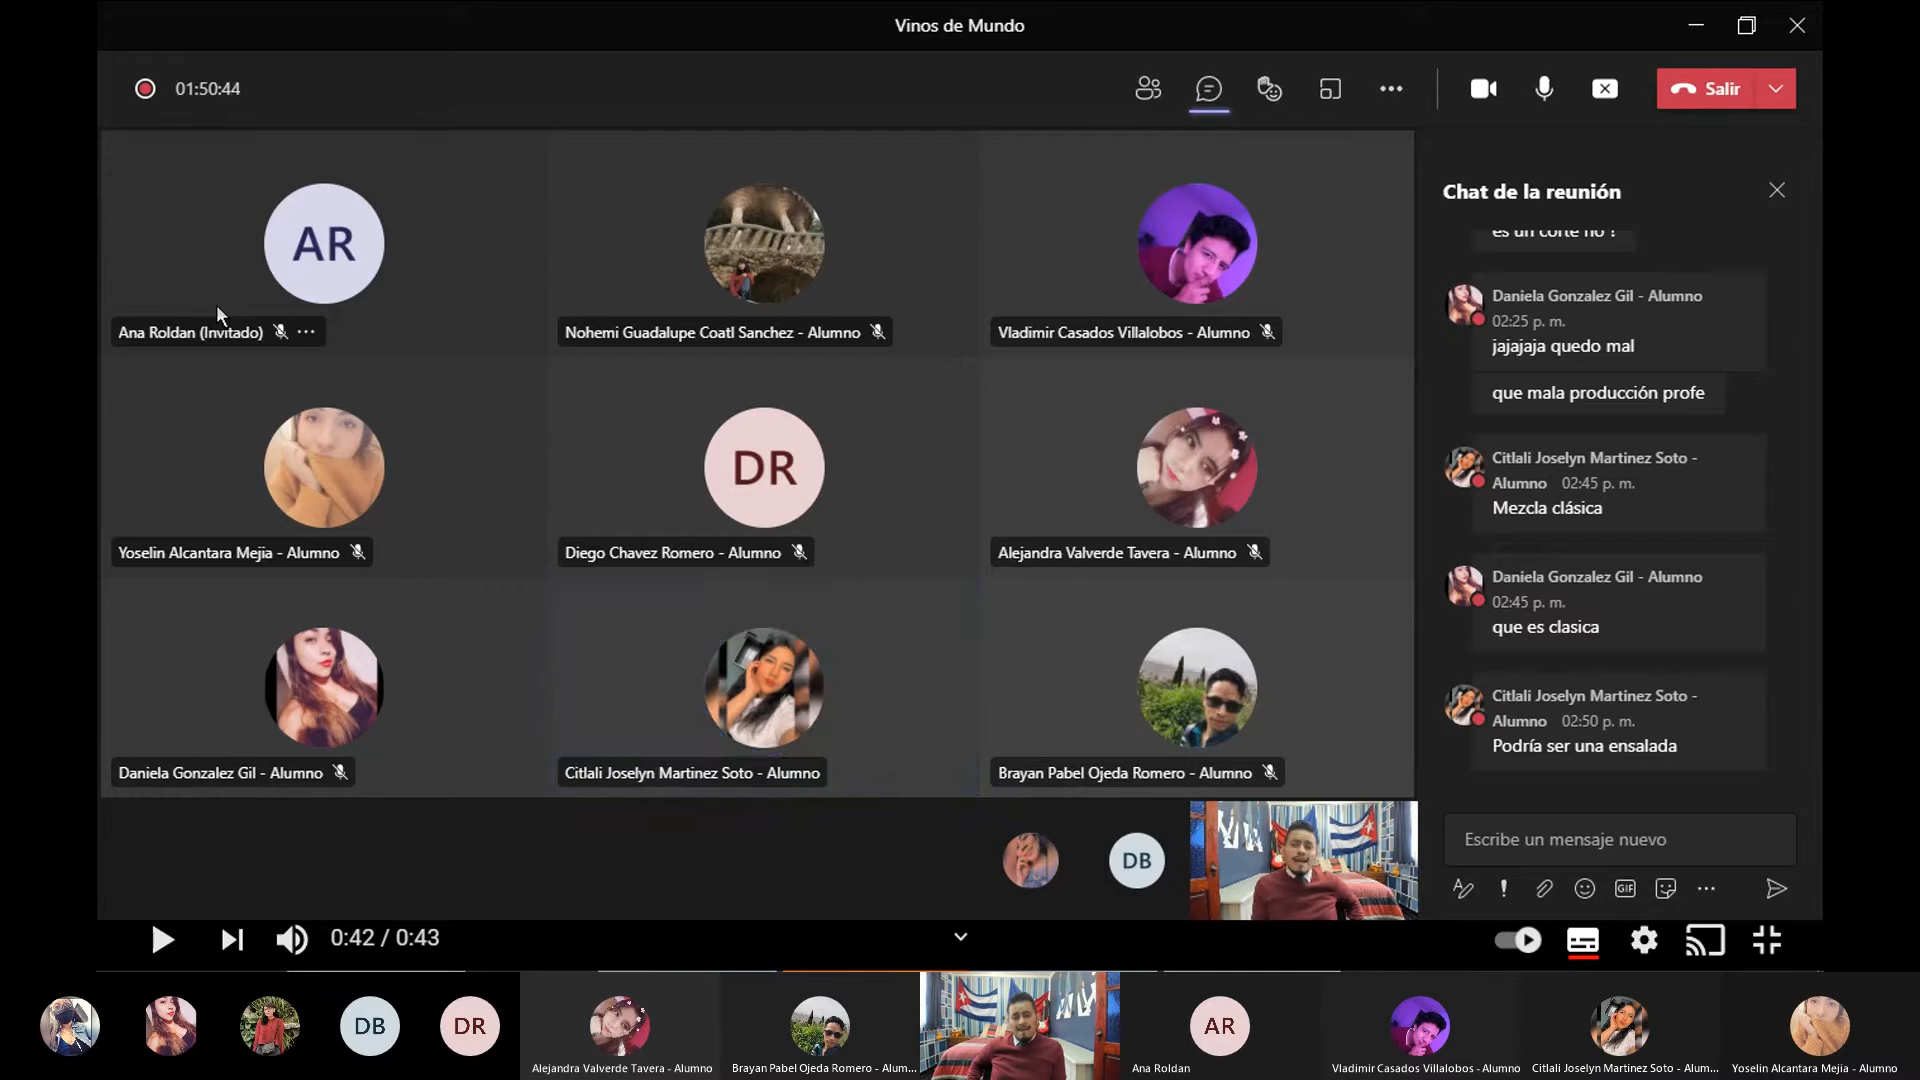 Vinos de Mundo
01:50:44
Salir
AR
Ana Roldan (Invitado)
Nohemi Guadalupe Coatl Sanchez - Alumno
Vladimir Casados Villalobos - Alumno
Yoselin Alcantara Mejia - Alumno
DR
Diego Chavez Romero - Alumno
Alejandra Valverde Tavera - Alumno
Daniela Gonzalez Gil - Alumno
Citlali Joselyn Martinez Soto - Alumno
Brayan Pabel Ojeda Romero - Alumno
DB
Chat de la reunión
es un corte no ?
Daniela Gonzalez Gil - Alumno
02:25 p. m.
jajajaja quedo mal
que mala producción profe
Citlali Joselyn Martinez Soto -
Alumno 02:45 p. m.
Mezcla clásica
Daniela Gonzalez Gil - Alumno
02:45 p. m.
que es clasica
Citlali Joselyn Martinez Soto -
Alumno 02:50 p. m.
Podría ser una ensalada
Escribe un mensaje nuevo
GIF
0:42 / 0:43
DB
DR
Alejandra Valverde Tavera - Alumno
Brayan Pabel Ojeda Romero - Alum...
AR
Ana Roldan
Vladimir Casados Villalobos - Alumno
Citlali Joselyn Martinez Soto - Alum...
Yoselin Alcantara Mejia - Alumno